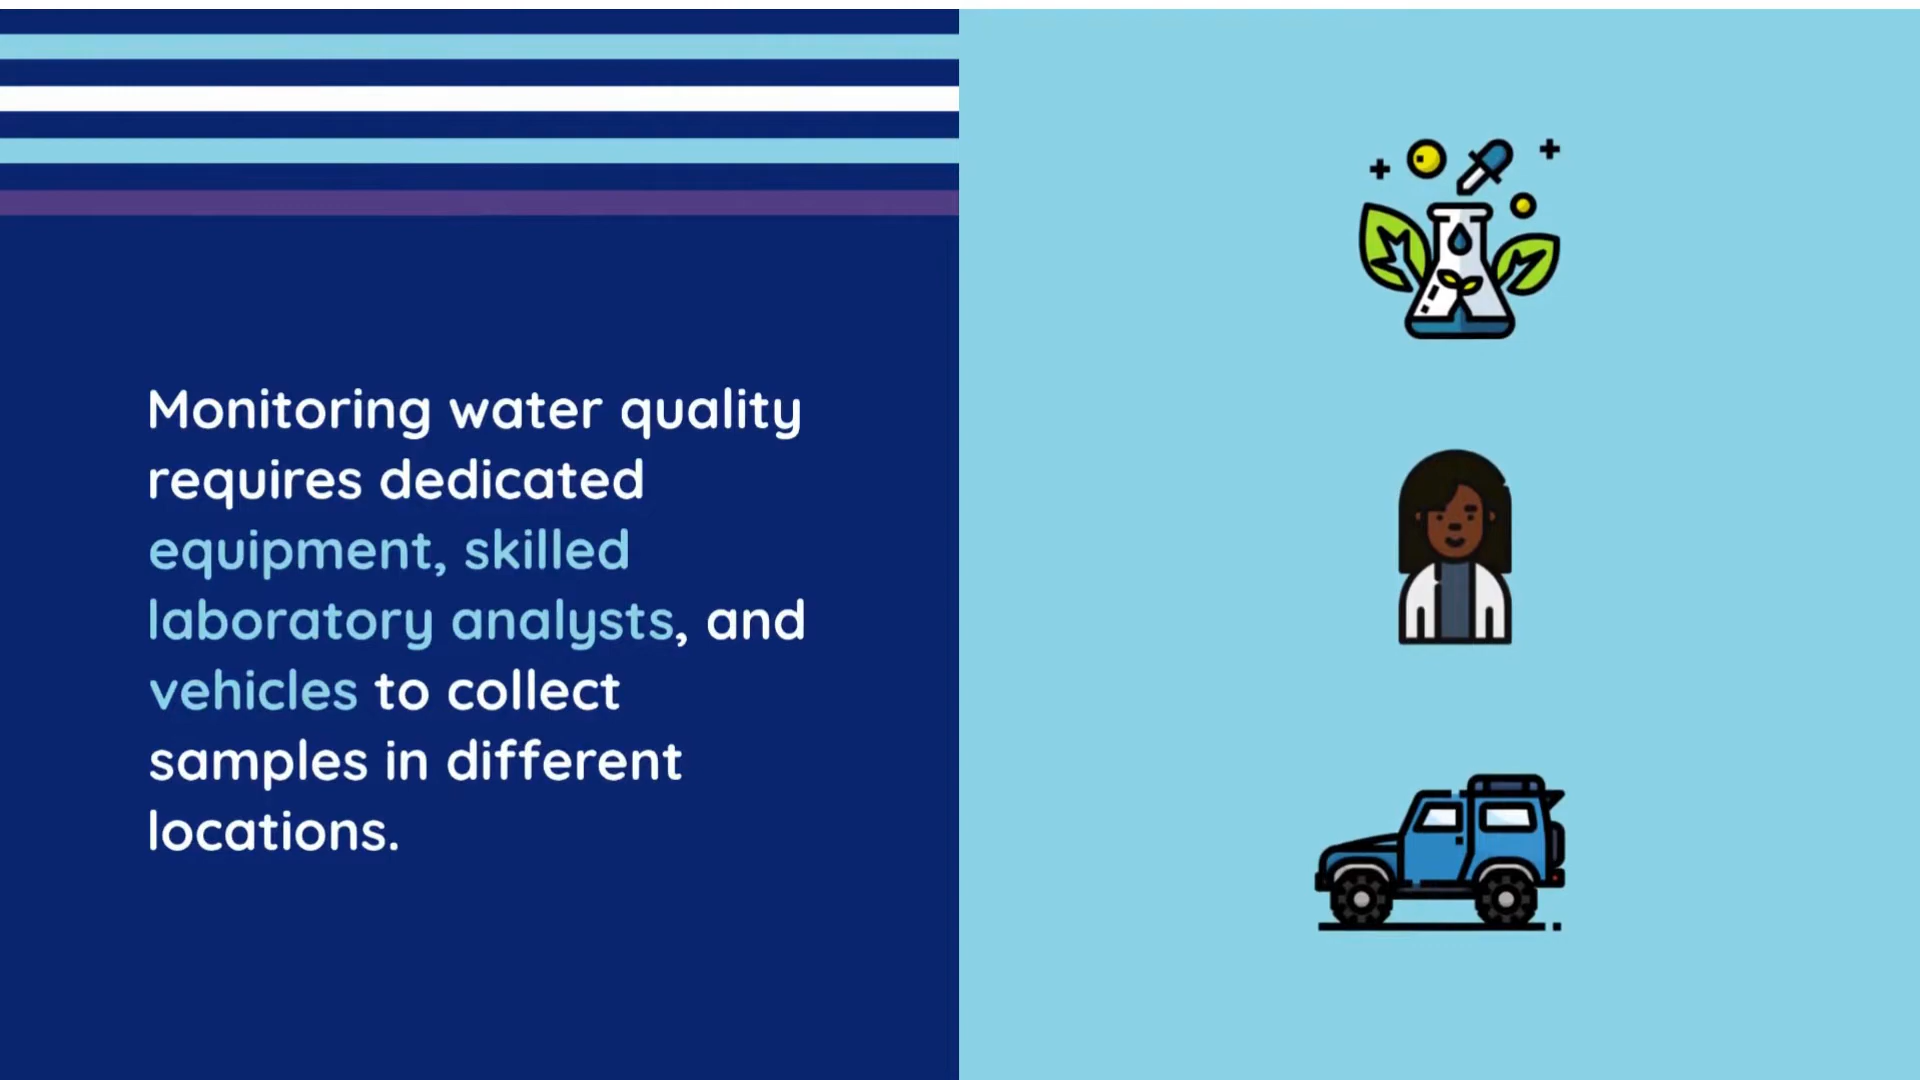 Monitoring water quality
requires dedicated
equipment, skilled
laboratory analysts, and
vehicles to collect
samples in different
locations.